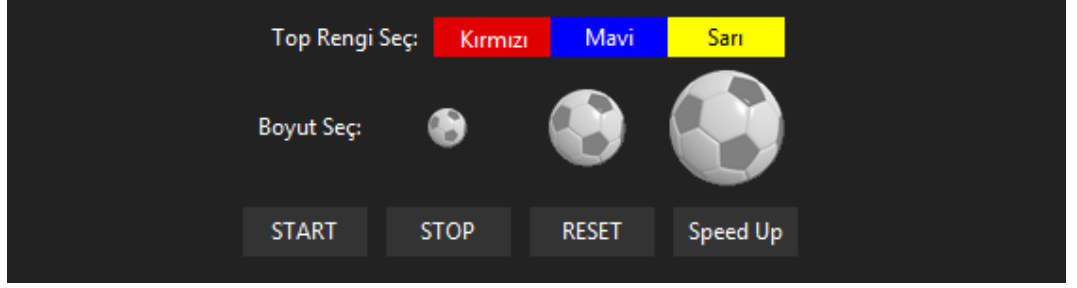 Top Rengi Seç: Kırmızı Mavi Sarı
Boyut Seç:
START STOP RESET Speed Up